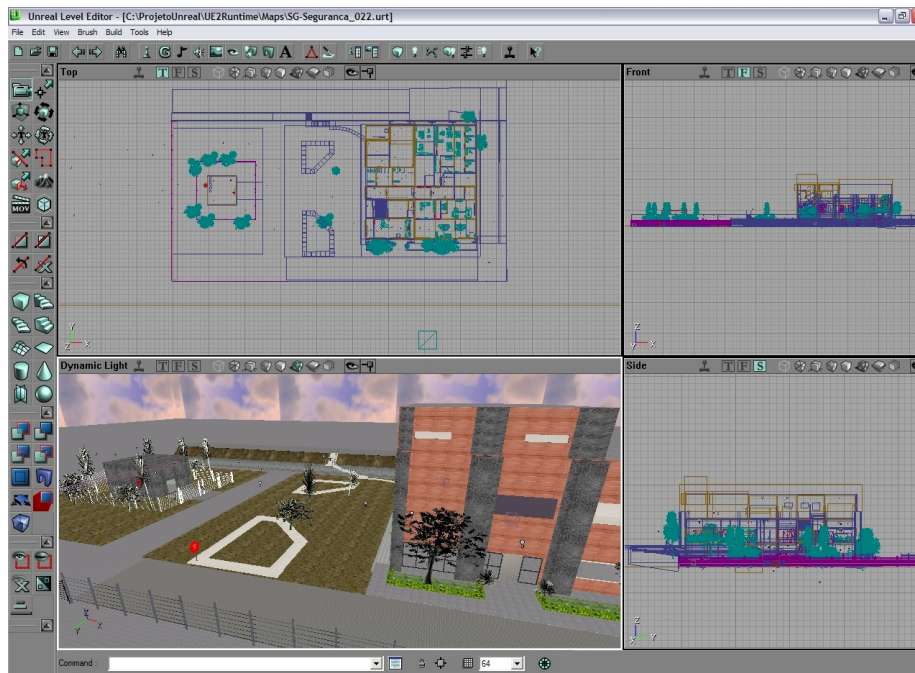 Unreal Level Editor - [C:\ProjetoUnreal\UE2Runtime\Maps\SG-Seguranca_022.urt]
File Edit View Brush Build Tools Help
Top T F S
Front T F S
MOV
Y
Z X
Z
Y X
Dynamic Light T F S
Side T F S
Z
Y X
Z
X Y
Command : 64